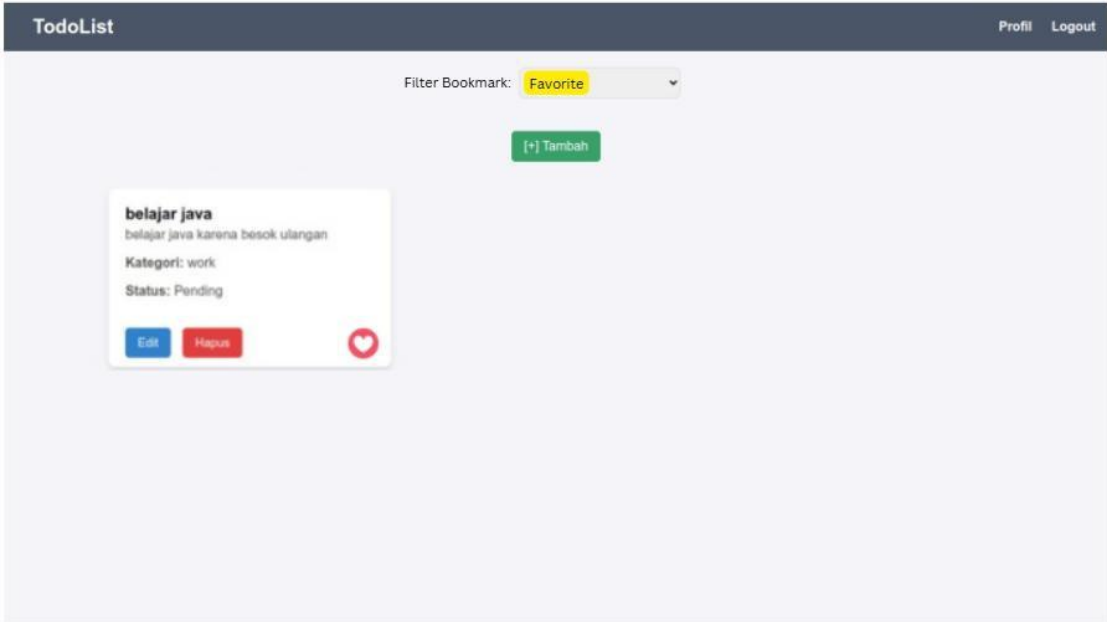 TodoList Profil Logout
Filter Bookmark: Favorite
[+] Tambah
belajar java
belajar java karena besok ulangan
Kategori: work
Status: Pending
Edit Hapus